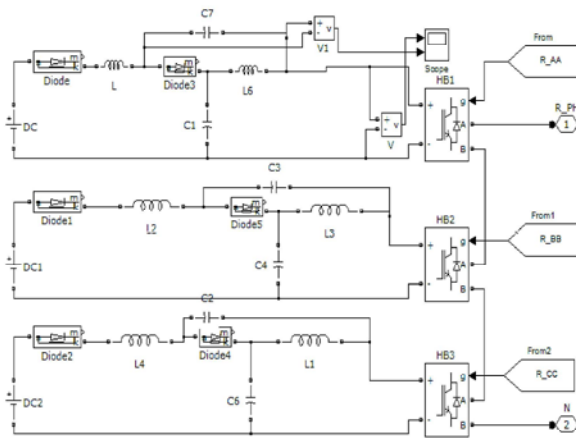 C7
V1
Scope
From
R_AA
Diode
L
Diode3
L6
HB1
R_Ph
1
DC
C1
V
+
-
g
A
B
C3
Diode1
L2
Diode5
L3
HB2
From1
R_BB
DC1
C4
+
-
g
A
B
C2
Diode2
L4
Diode4
L1
HB3
From2
R_CC
DC2
C6
+
-
g
A
B
N
2